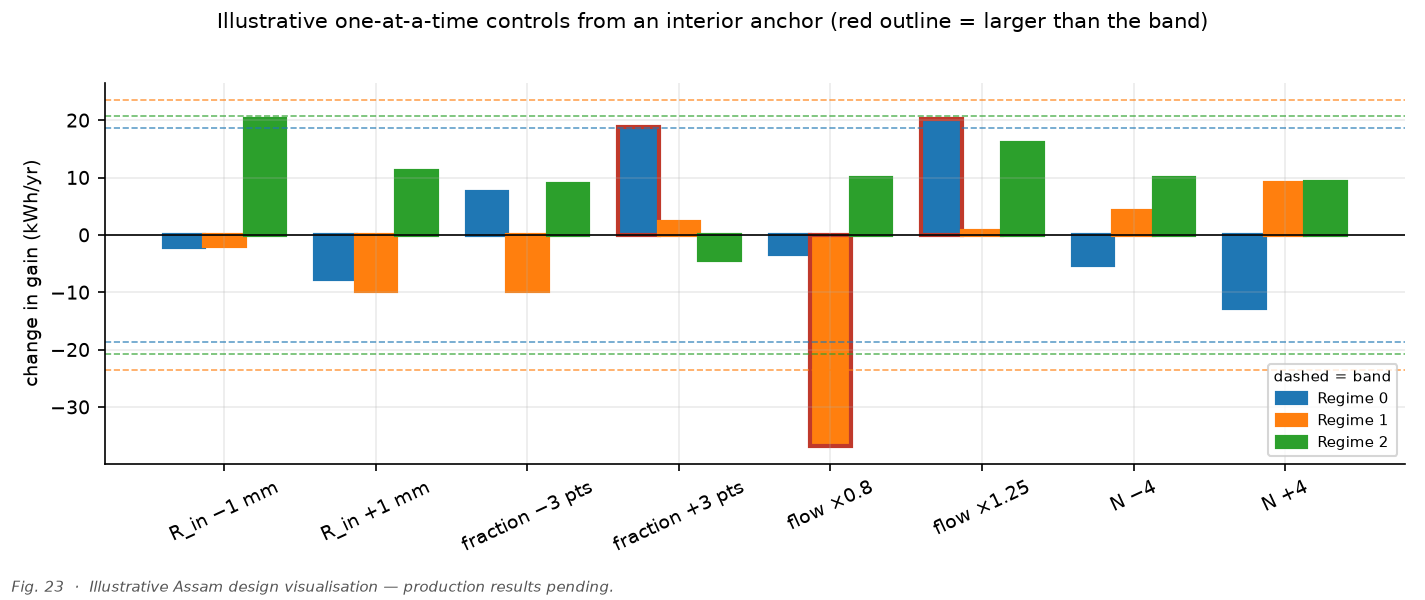 Illustrative one-at-a-time controls from an interior anchor (red outline = larger than the band)
change in gain (kWh/yr)
20
10
0
−10
−20
−30
dashed = band
Regime 0
Regime 1
Regime 2
R_in −1 mm
R_in +1 mm
fraction −3 pts
fraction +3 pts
flow ×0.8
flow ×1.25
N −4
N +4
Fig. 23 · Illustrative Assam design visualisation — production results pending.